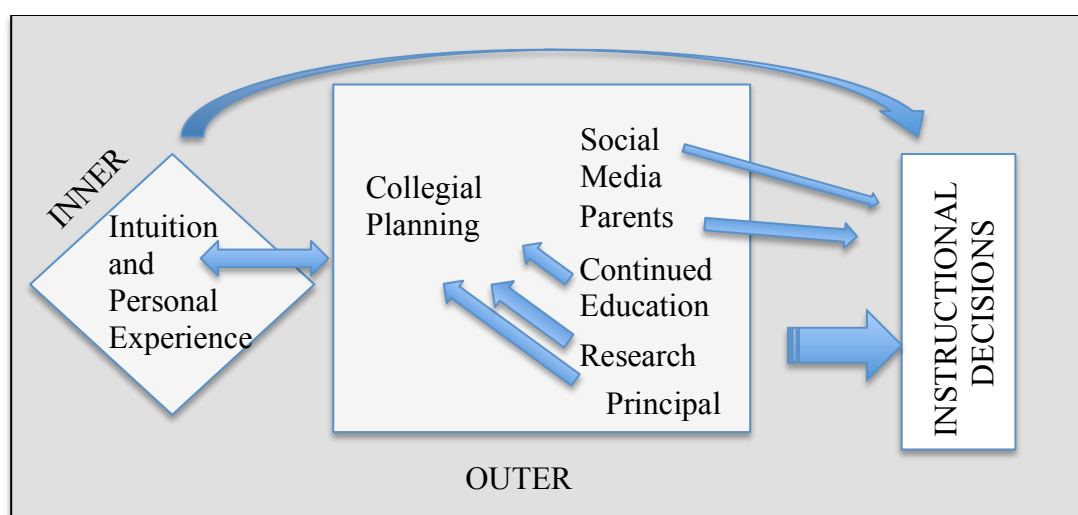 INNER
Intuition
and
Personal
Experience
Collegial
Planning
Social
Media
Parents
Continued
Education
Research
Principal
OUTER
INSTRUCTIONAL
DECISIONS